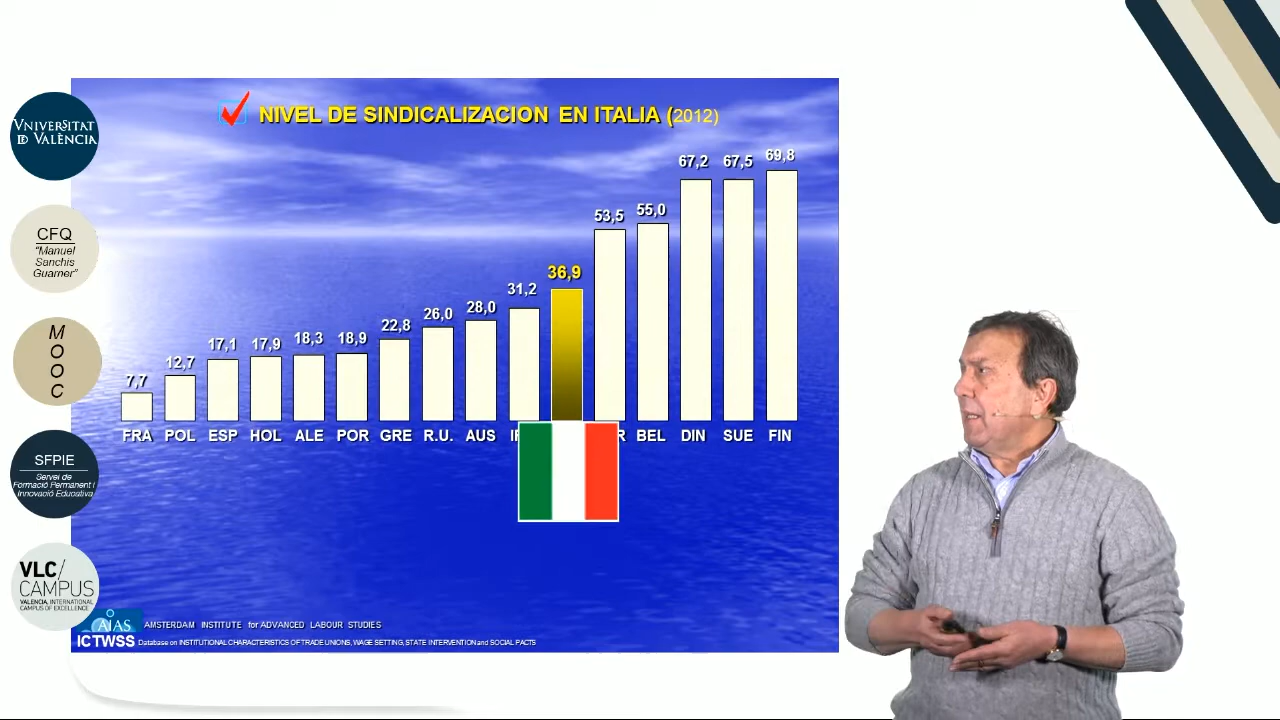 NIVEL DE SINDICALIZACION EN ITALIA (2012)
7,7
12,7
17,1
17,9
18,3
18,9
22,8
26,0
28,0
31,2
36,9
53,5
55,0
67,2
67,5
69,8
FRA POL ESP HOL ALE POR GRE R.U. AUS BEL DIN SUE FIN
AMSTERDAM INSTITUTE for ADVANCED LABOUR STUDIES
AIAS
ICTWSS Database on INSTITUTIONAL CHARACTERISTICS OF TRADE UNIONS, WAGE SETTING, STATE INTERVENTION and SOCIAL PACTS
VNIVERSITAT
DE VALÈNCIA
CFQ
"Manuel
Sanchis
Guarner"
M
O
O
C
SFPIE
Servei de
Formació Permanent i
Innovació Educativa
VLC/
CAMPUS
VALENCIA, INTERNATIONAL
CAMPUS OF EXCELLENCE